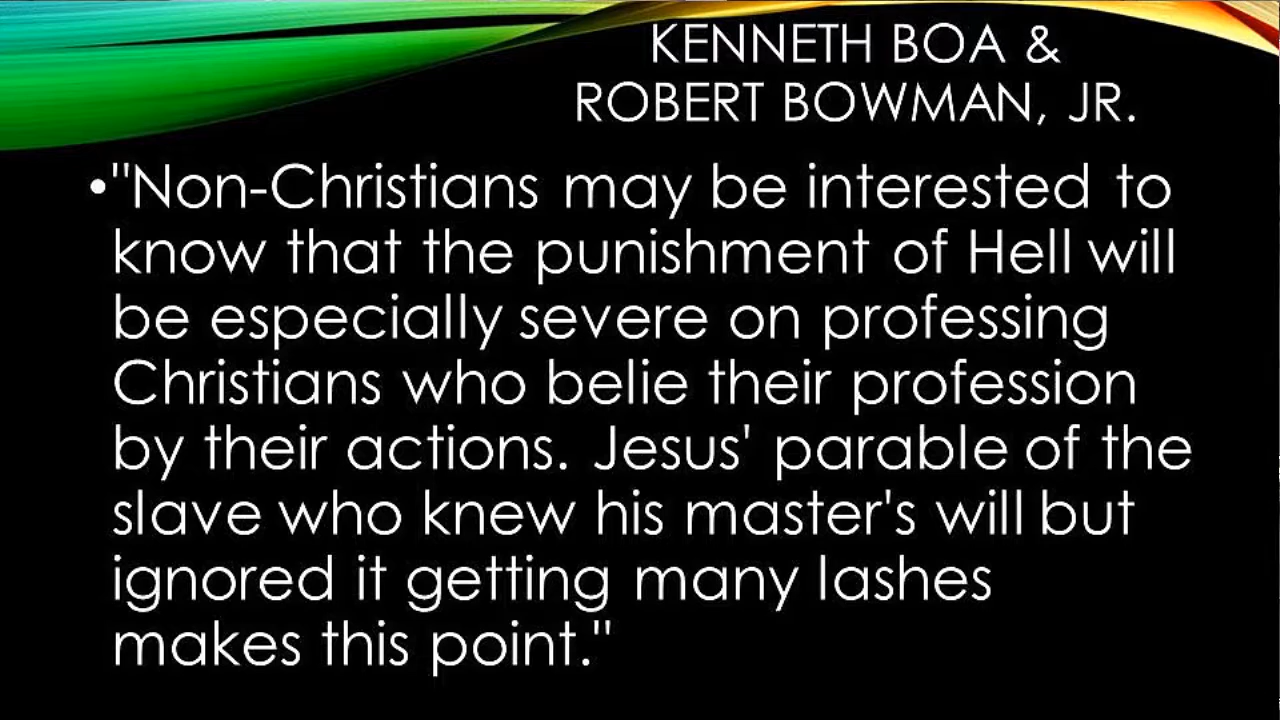 KENNETH BOA &
ROBERT BOWMAN, JR.
•"Non-Christians may be interested to
know that the punishment of Hell will
be especially severe on professing
Christians who belie their profession
by their actions. Jesus' parable of the
slave who knew his master's will but
ignored it getting many lashes
makes this point."